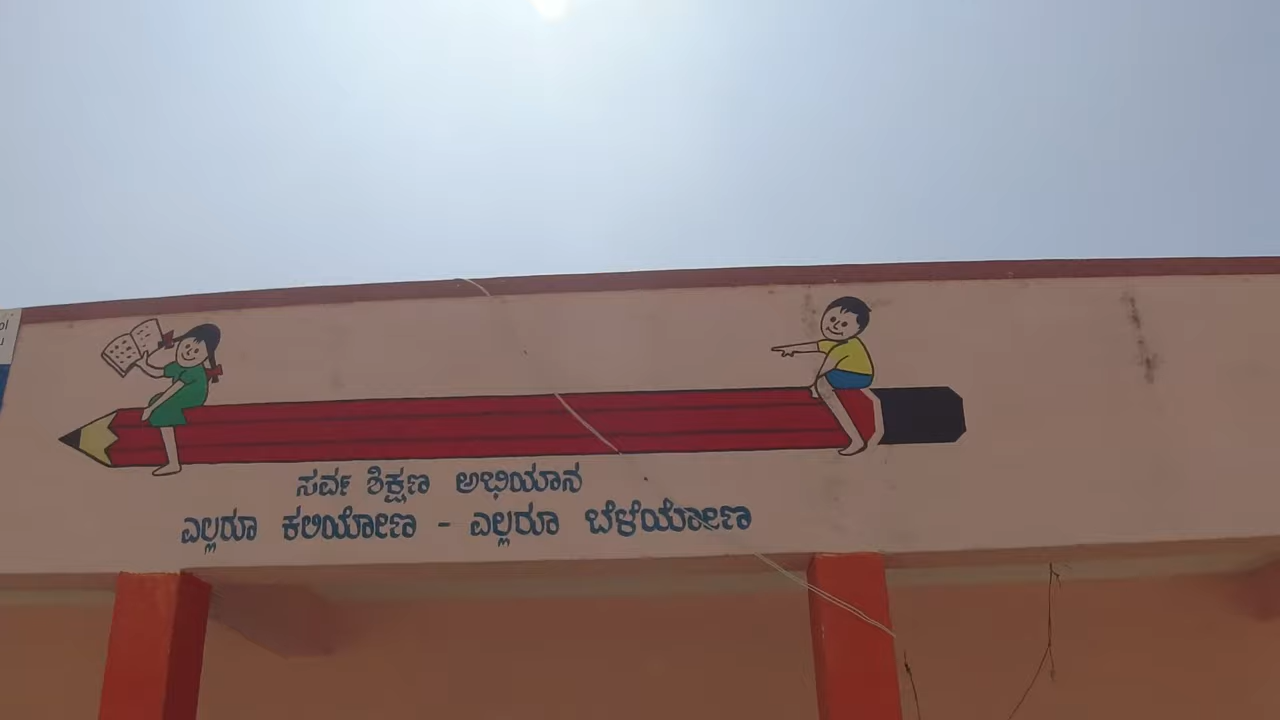 ಸರ್ವ ಶಿಕ್ಷಣ ಅಭಿಯಾನ
ಎಲ್ಲರೂ ಕಲಿಯೋಣ - ಎಲ್ಲರೂ ಬೆಳೆಯೋಣ